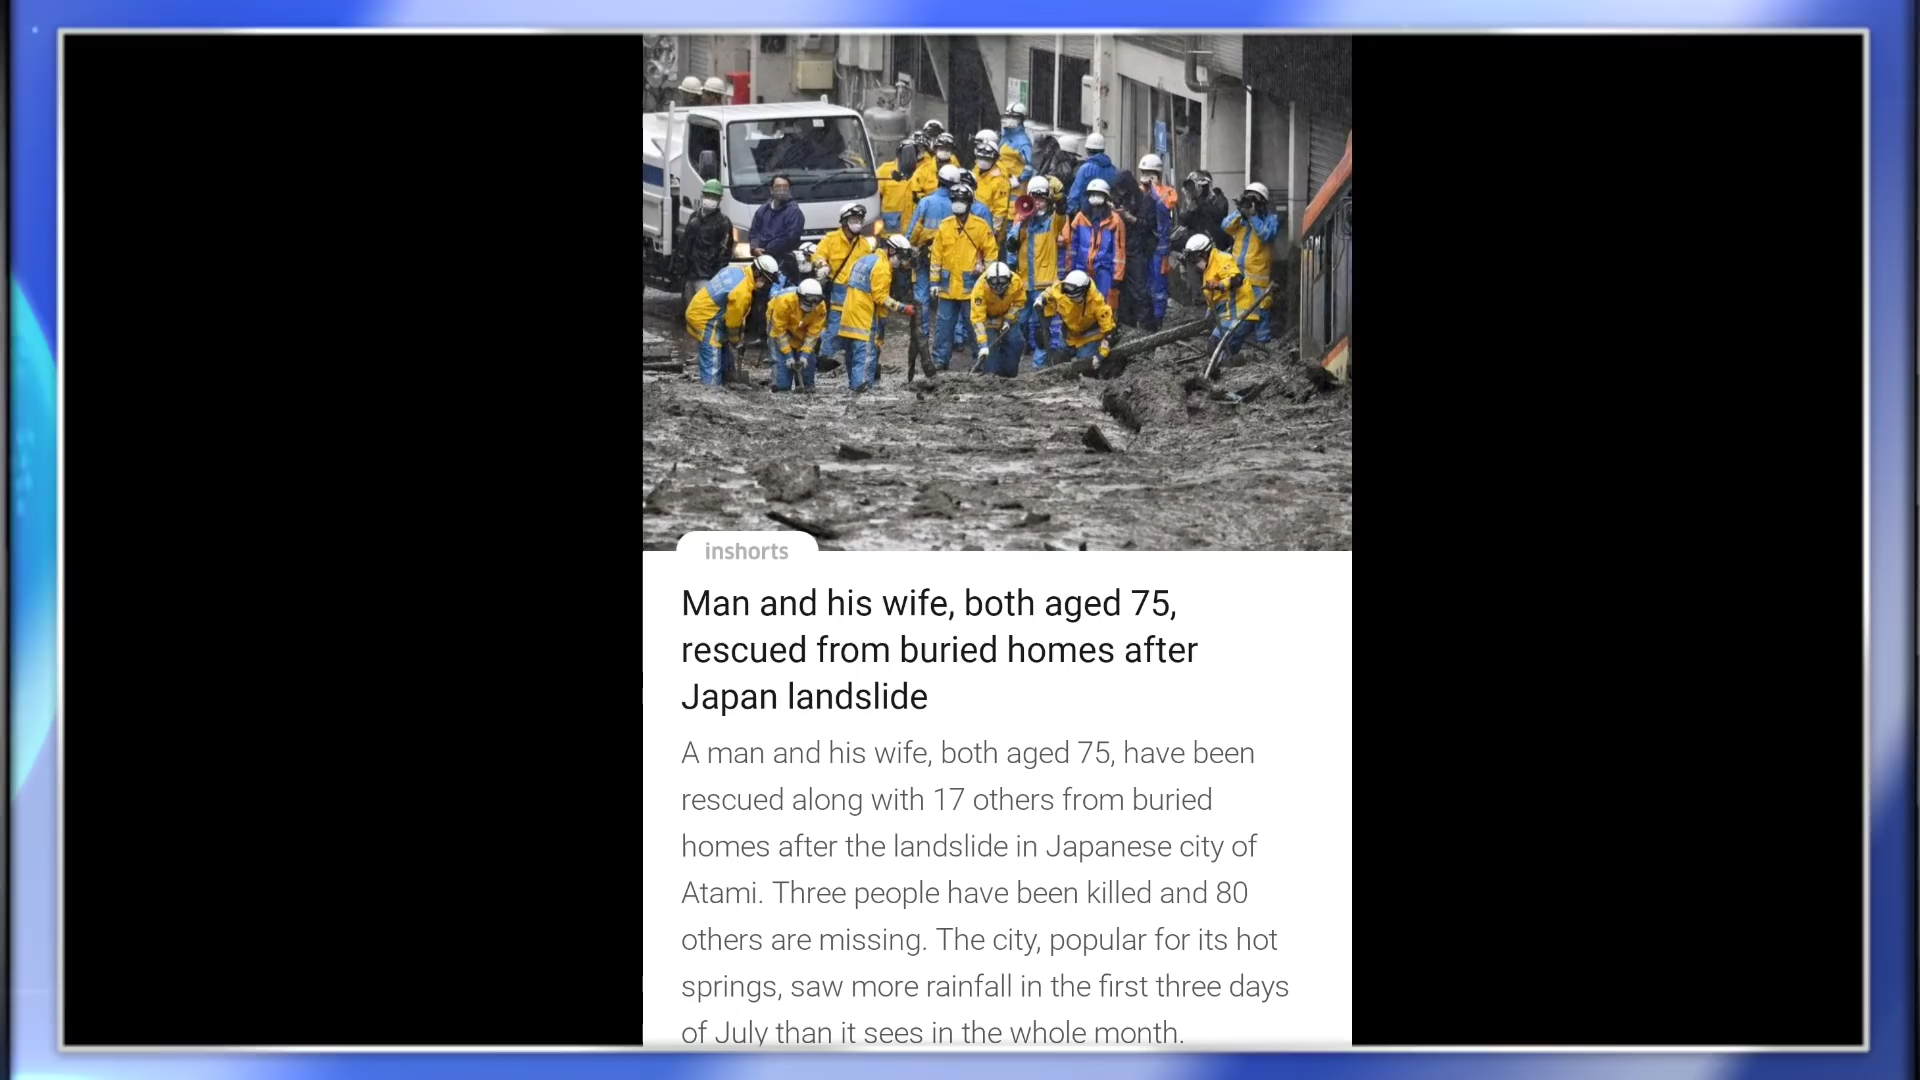 inshorts
Man and his wife, both aged 75,
rescued from buried homes after
Japan landslide
A man and his wife, both aged 75, have been
rescued along with 17 others from buried
homes after the landslide in Japanese city of
Atami. Three people have been killed and 80
others are missing. The city, popular for its hot
springs, saw more rainfall in the first three days
of July than it sees in the whole month.